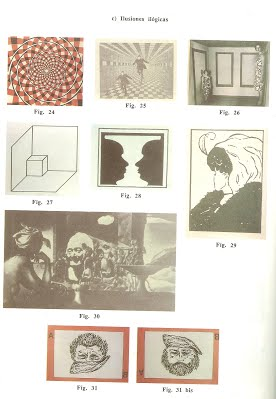 c) Ilusiones ilógicas
Fig. 24
Fig. 25
Fig. 26
Fig. 27
Fig. 28
Fig. 29
Fig. 30
A
B
Fig. 31
Fig. 31 bis